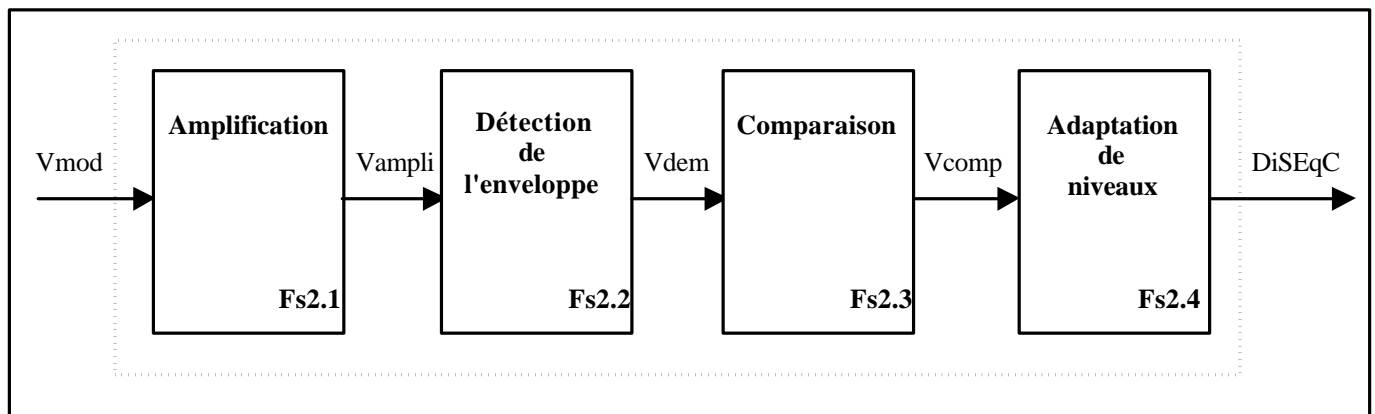 Amplification
Détection
de
l'enveloppe
Comparaison
Adaptation
de
niveaux
Vmod
Vampli
Vdem
Vcomp
DiSEqC
Fs2.1
Fs2.2
Fs2.3
Fs2.4